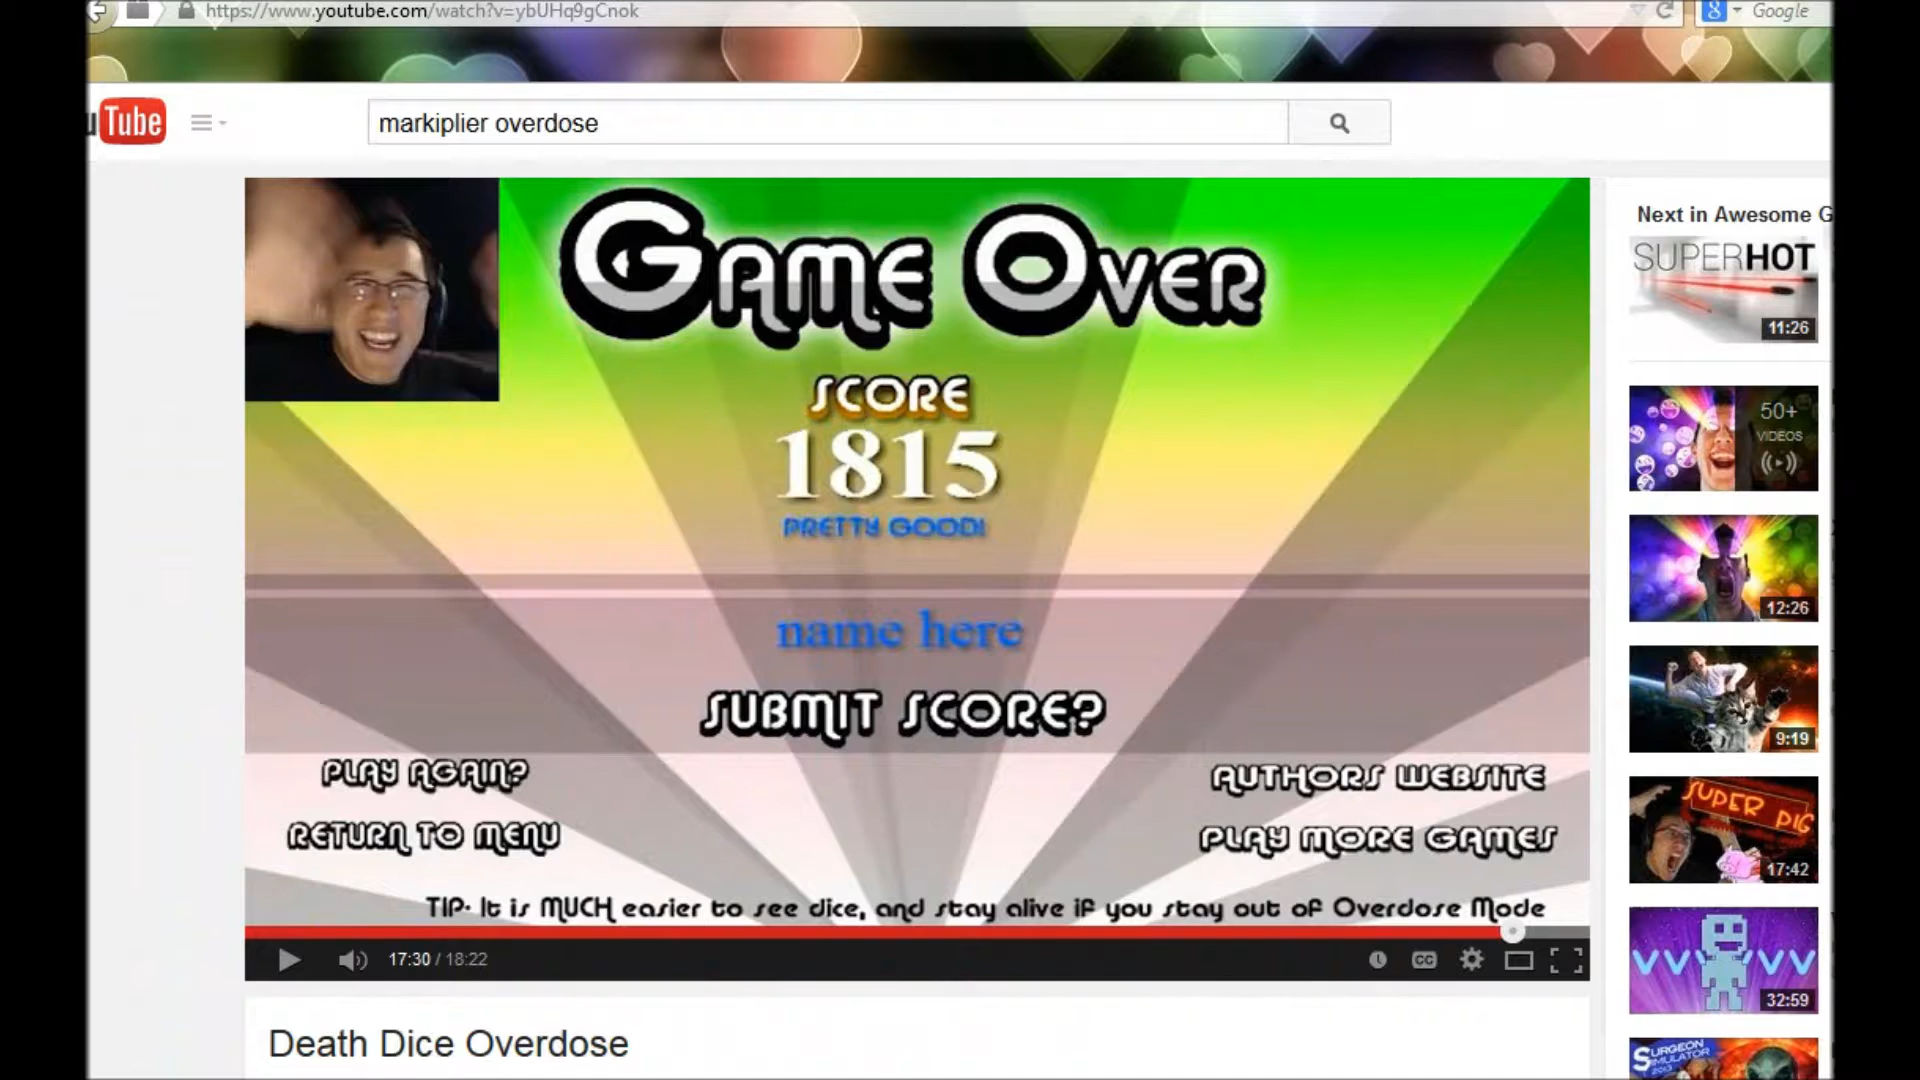 https://www.youtube.com/watch?v=ybUHq9gCnok
Google
Tube
markiplier overdose
GAME OVER
SCORE
1815
PRETTY GOOD!
name here
SUBMIT SCORE?
PLAY AGAIN?
RETURN TO MENU
AUTHORS WEBSITE
PLAY MORE GAMES
TIP: It is MUCH easier to see dice, and stay alive if you stay out of Overdose Mode
17:30 / 18:22
CC
Death Dice Overdose
Next in Awesome G
SUPERHOT
11:26
50+
VIDEOS
12:26
9:19
SUPER PIG
17:42
VVVVVV
32:59
SURGEON
SIMULATOR
2013